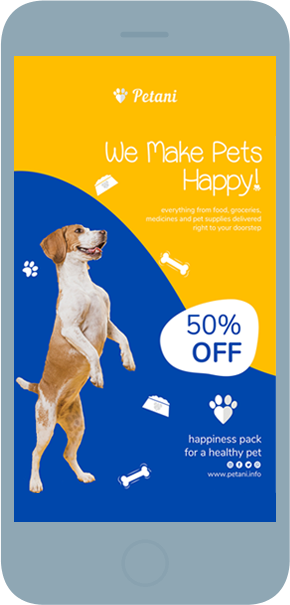 Petani
We Make Pets
Happy!
everything from food, groceries,
medicines and pet supplies delivered
right to your doorstep
50%
OFF
happiness pack
for a healthy pet
www.petani.info